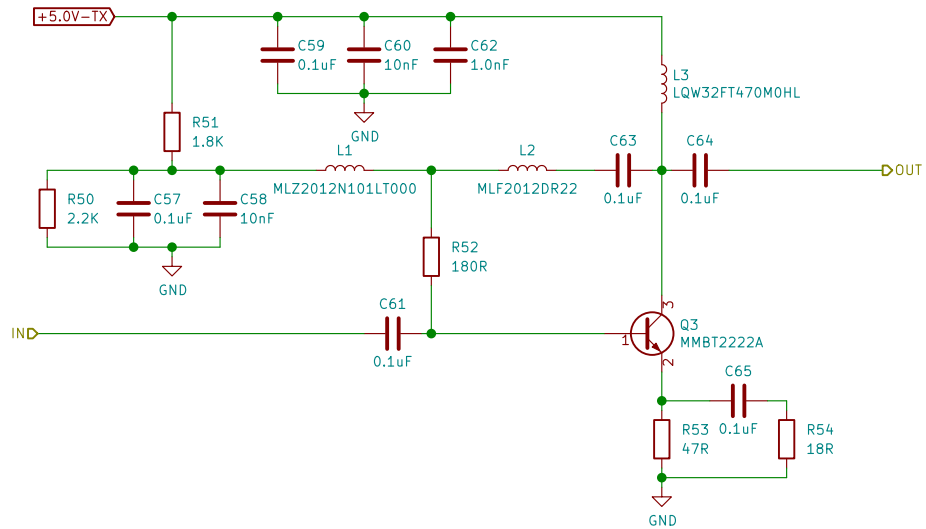 +5.0V-TX
C59
0.1uF
C60
10nF
C62
1.0nF
L3
LQW32FT470M0HL
GND
R51
1.8K
L1
MLZ2012N101LT000
L2
MLF2012DR22
C63
0.1uF
C64
0.1uF
OUT
R50
2.2K
C57
0.1uF
C58
10nF
GND
R52
180R
IN
C61
0.1uF
1
3
2
Q3
MMBT2222A
C65
0.1uF
R53
47R
R54
18R
GND